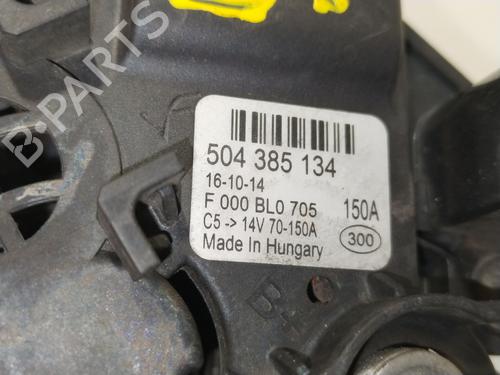 504 385 134
16-10-14
F 000 BL0 705 150A
C5 -> 14V 70-150A
Made In Hungary 300
B+
B-PARTS